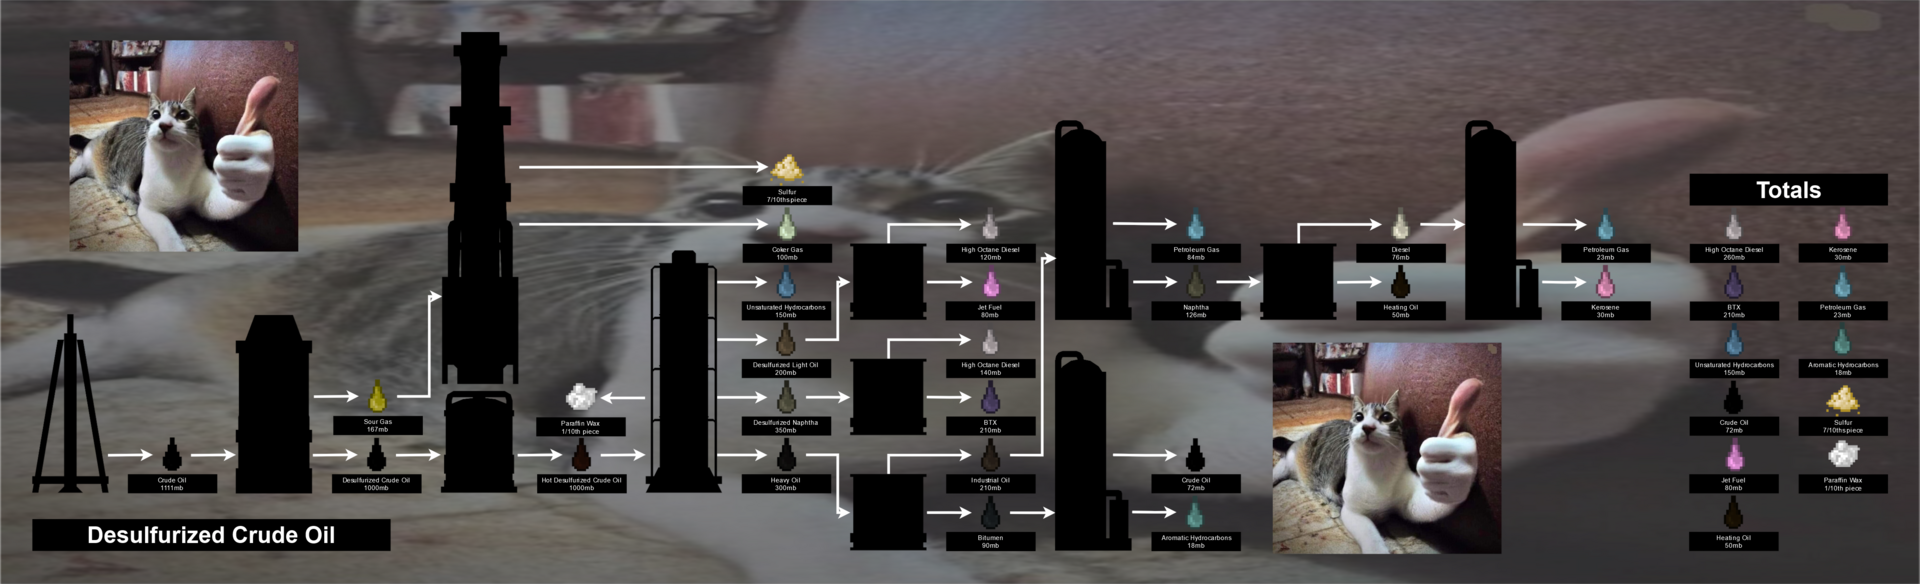 Totals
Sulfur
7/10thspiece
Coker Gas
100mb
High Octane Diesel
120mb
Petroleum Gas
84mb
Diesel
76mb
Petroleum Gas
23mb
High Octane Diesel
260mb
Kerosene
30mb
Unsaturated Hydrocarbons
150mb
Jet Fuel
80mb
Naphtha
126mb
Heating Oil
50mb
Kerosene
30mb
BTX
210mb
Petroleum Gas
23mb
Desulfurized Light Oil
200mb
High Octane Diesel
140mb
Unsaturated Hydrocarbons
150mb
Aromatic Hydrocarbons
18mb
Sour Gas
167mb
Paraffin Wax
1/10th piece
Desulfurized Naphtha
350mb
BTX
210mb
Crude Oil
72mb
Sulfur
7/10thspiece
Crude Oil
1111mb
Desulfurized Crude Oil
1000mb
Hot Desulfurized Crude Oil
1000mb
Heavy Oil
300mb
Industrial Oil
210mb
Crude Oil
72mb
Jet Fuel
80mb
Paraffin Wax
1/10th piece
Desulfurized Crude Oil
Bitumen
90mb
Aromatic Hydrocarbons
18mb
Heating Oil
50mb